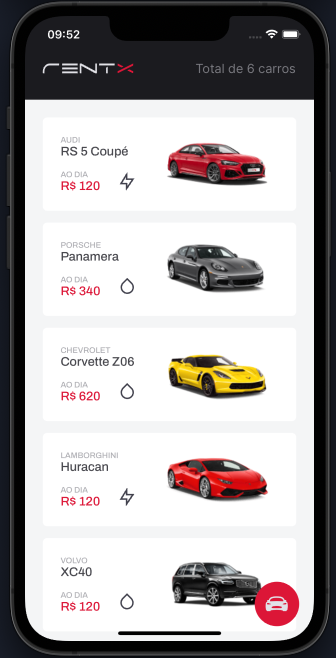 09:52
RENTX
Total de 6 carros
AUDI
RS 5 Coupé
AO DIA
R$ 120
PORSCHE
Panamera
AO DIA
R$ 340
CHEVROLET
Corvette Z06
AO DIA
R$ 620
LAMBORGHINI
Huracan
AO DIA
R$ 120
VOLVO
XC40
AO DIA
R$ 120